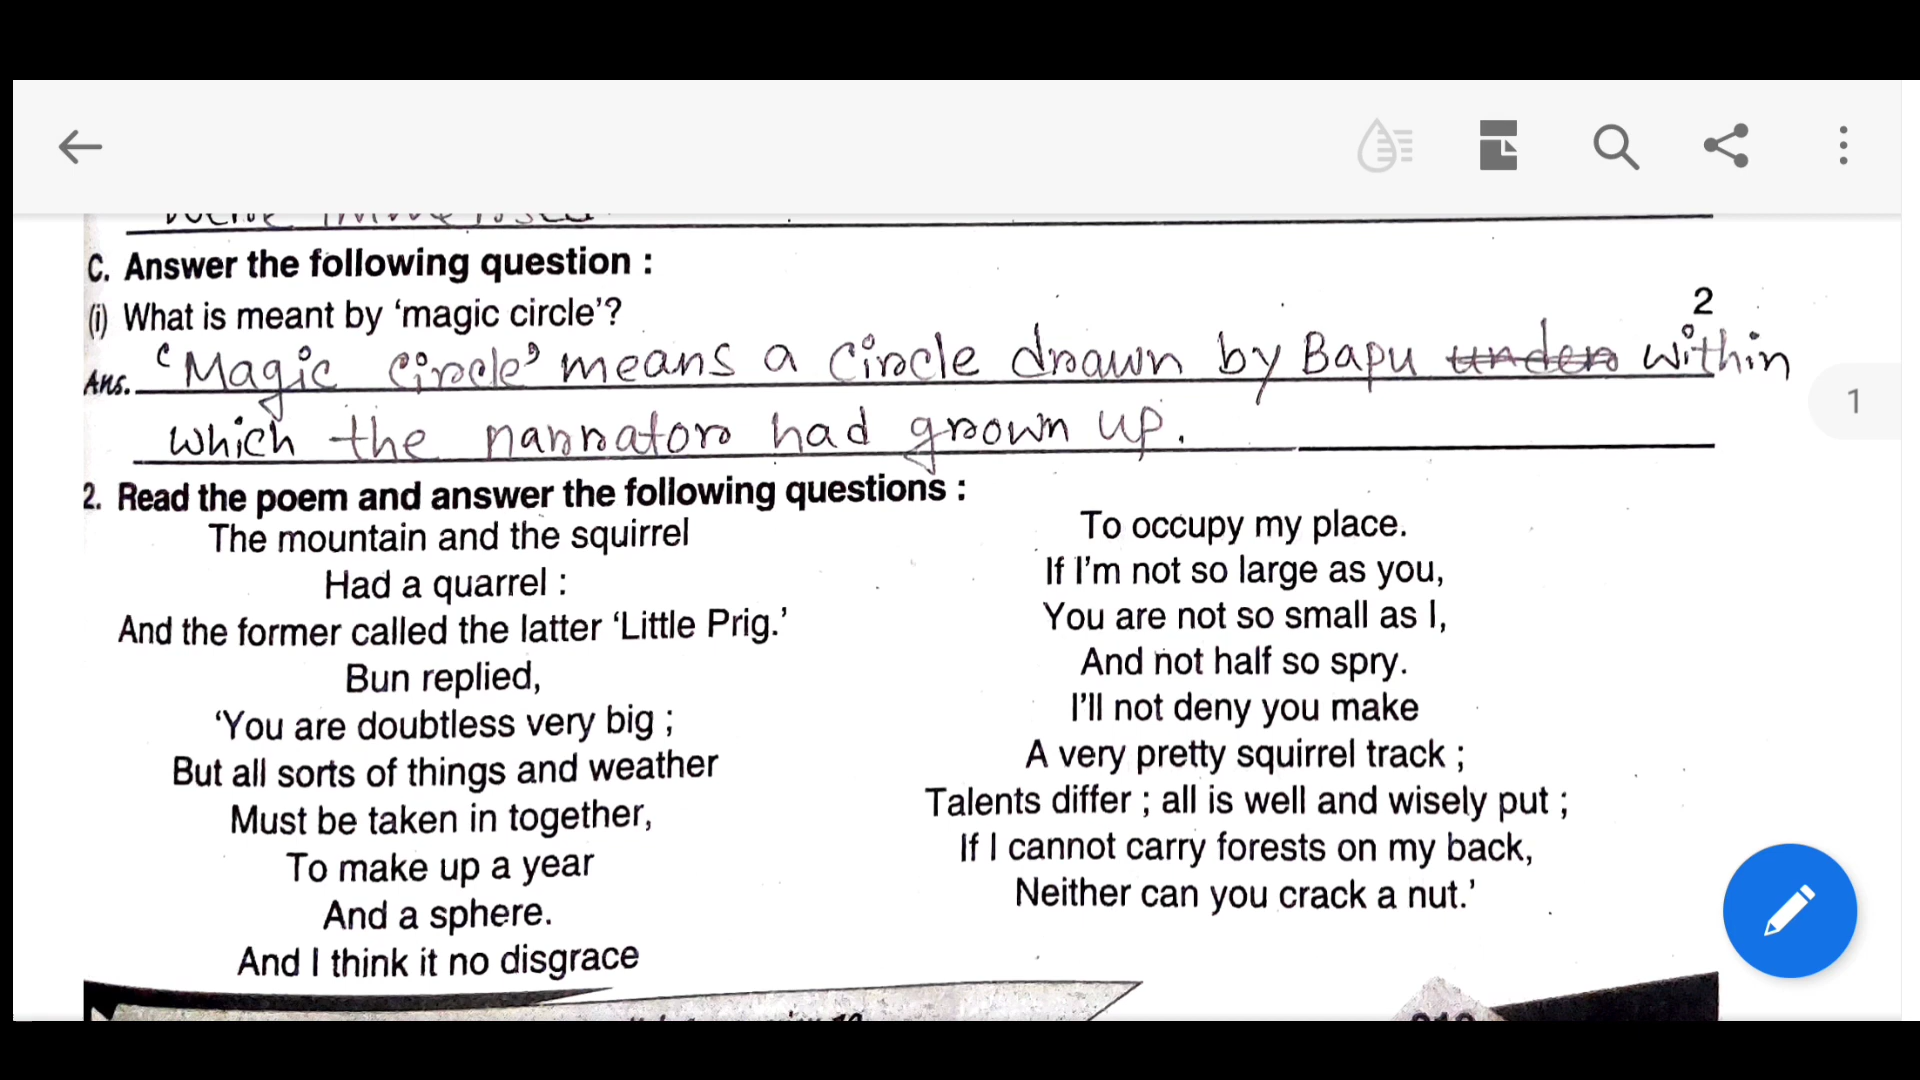 C. Answer the following question :
(i) What is meant by ‘magic circle’?
2
Ans. ‘Magic Circle’ means a circle drawn by Bapu under within
which the narrator had grown up.
1
2. Read the poem and answer the following questions :
The mountain and the squirrel
Had a quarrel :
And the former called the latter ‘Little Prig.’
Bun replied,
‘You are doubtless very big ;
But all sorts of things and weather
Must be taken in together,
To make up a year
And a sphere.
And I think it no disgrace
To occupy my place.
If I'm not so large as you,
You are not so small as I,
And not half so spry.
I'll not deny you make
A very pretty squirrel track ;
Talents differ ; all is well and wisely put ;
If I cannot carry forests on my back,
Neither can you crack a nut.’